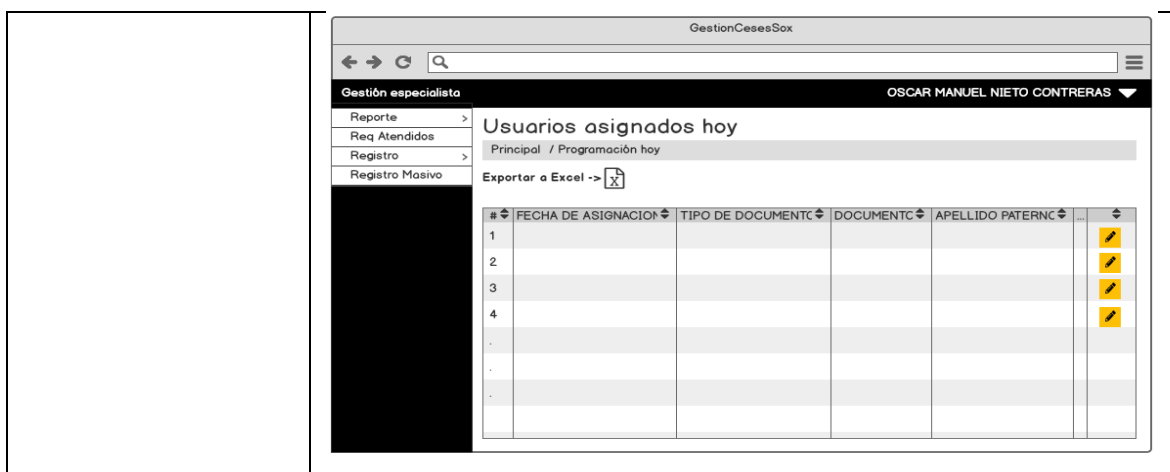 GestionCesesSox
Gestión especialista OSCAR MANUEL NIETO CONTRERAS
Reporte >
Req Atendidos
Registro >
Registro Masivo
Usuarios asignados hoy
Principal / Programación hoy
Exportar a Excel -> X
# FECHA DE ASIGNACION TIPO DE DOCUMENTO DOCUMENTO APELLIDO PATERNO ...
1
2
3
4
.
.
.